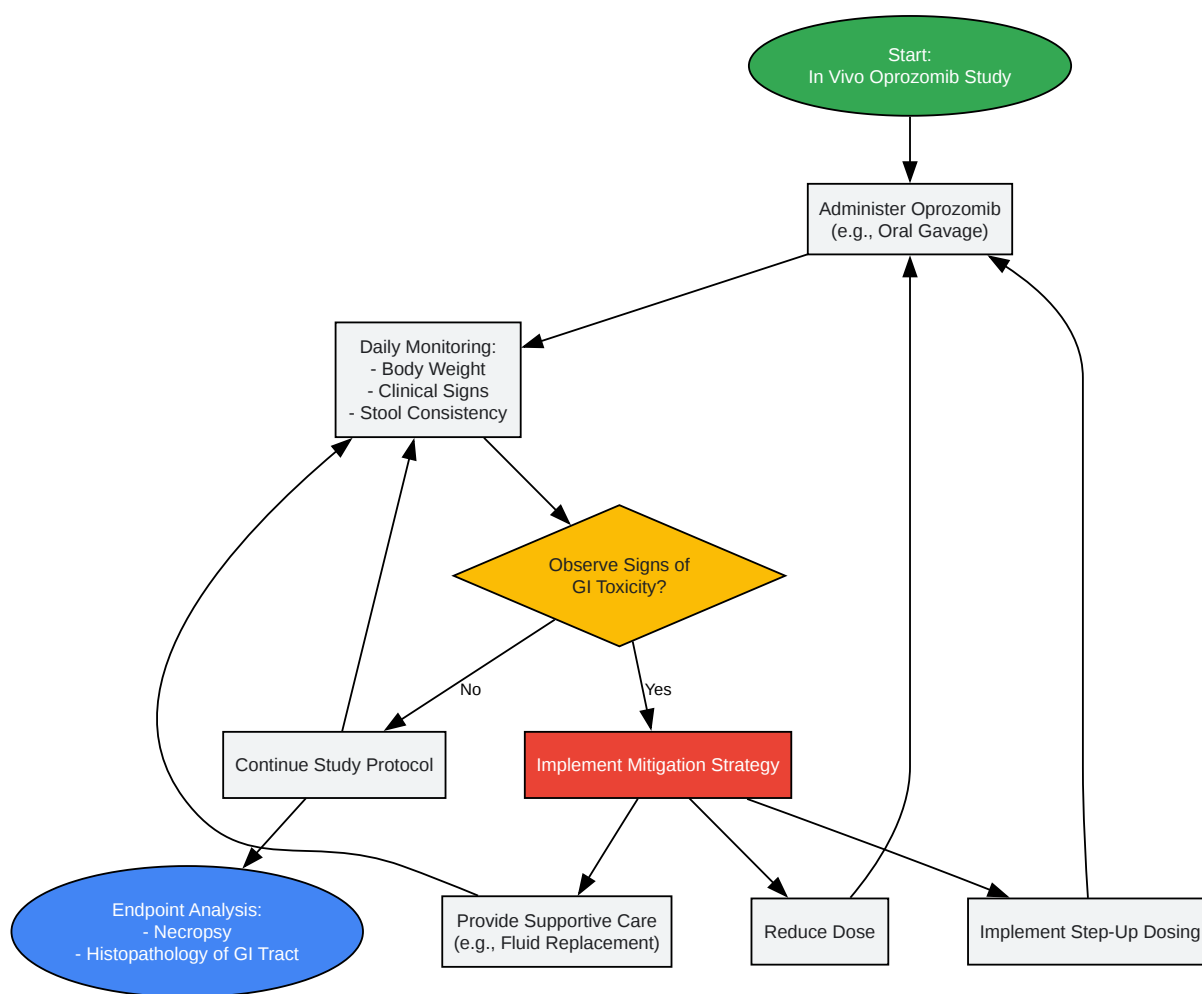 Start:
In Vivo Oprozomib Study
Administer Oprozomib
(e.g., Oral Gavage)
Daily Monitoring:
- Body Weight
- Clinical Signs
- Stool Consistency
Observe Signs of
GI Toxicity?
No
Yes
Continue Study Protocol
Implement Mitigation Strategy
Endpoint Analysis:
- Necropsy
- Histopathology of GI Tract
Provide Supportive Care
(e.g., Fluid Replacement)
Reduce Dose
Implement Step-Up Dosing